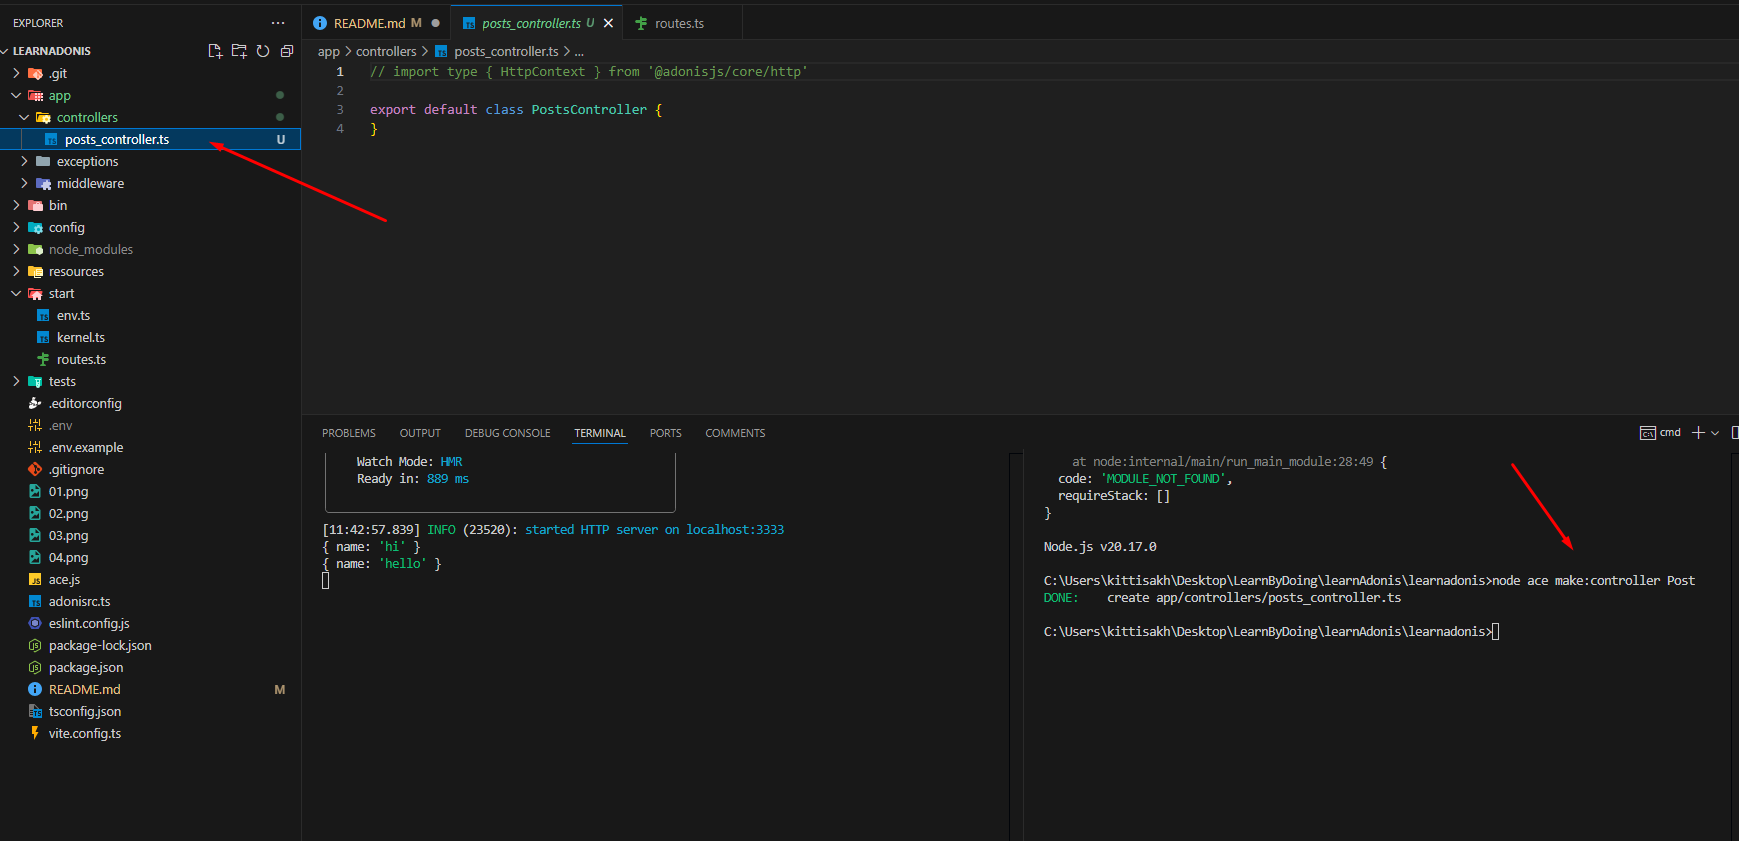 EXPLORER
LEARNADONIS
.git
app
controllers
posts_controller.ts U
exceptions
middleware
bin
config
node_modules
resources
start
env.ts
kernel.ts
routes.ts
tests
.editorconfig
.env
.env.example
.gitignore
01.png
02.png
03.png
04.png
ace.js
adonisrc.ts
eslint.config.js
package-lock.json
package.json
README.md M
tsconfig.json
vite.config.ts
README.md M posts_controller.ts U routes.ts
app > controllers > posts_controller.ts > ...
1 // import type { HttpContext } from '@adonisjs/core/http'
2
3 export default class PostsController {
4 }
PROBLEMS OUTPUT DEBUG CONSOLE TERMINAL PORTS COMMENTS
cmd
Watch Mode: HMR
Ready in: 889 ms
[11:42:57.839] INFO (23520): started HTTP server on localhost:3333
{ name: 'hi' }
{ name: 'hello' }
at node:internal/main/run_main_module:28:49 {
code: 'MODULE_NOT_FOUND',
requireStack: []
}
Node.js v20.17.0
C:\Users\kittisakh\Desktop\LearnByDoing\learnAdonis\learnadonis>node ace make:controller Post
DONE: create app/controllers/posts_controller.ts
C:\Users\kittisakh\Desktop\LearnByDoing\learnAdonis\learnadonis>